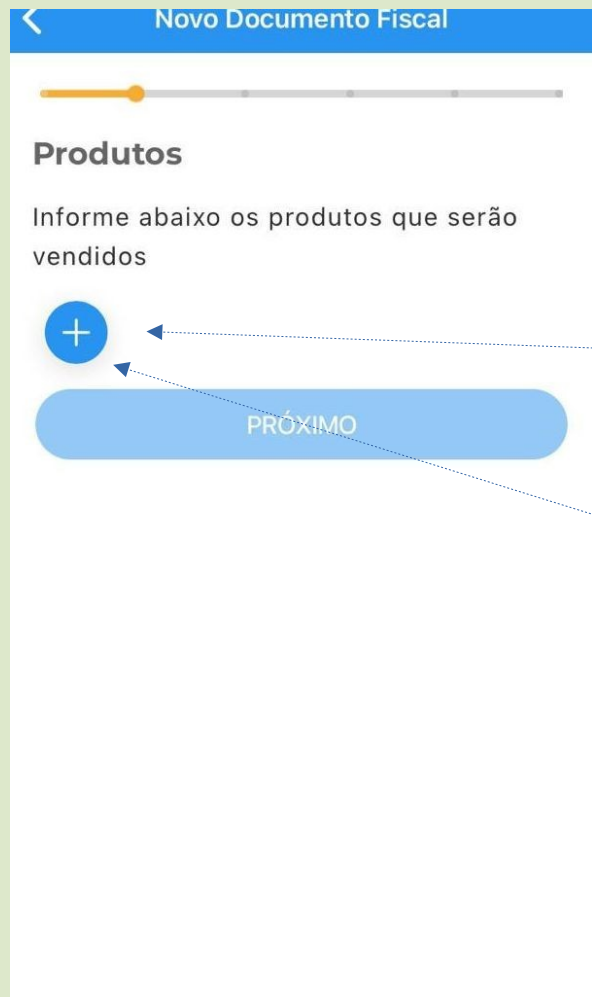 Novo Documento Fiscal
Produtos
Informe abaixo os produtos que serão
vendidos
PRÓXIMO